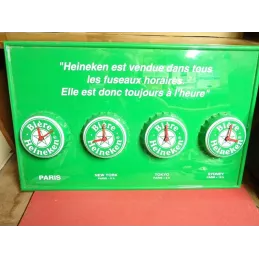 "Heineken est vendue dans tous
les fuseaux horaires.
Elle est donc toujours à l'heure"
Bière Bière Bière Bière
Heineken Heineken Heineken Heineken
PARIS NEW YORK TOKYO SYDNEY